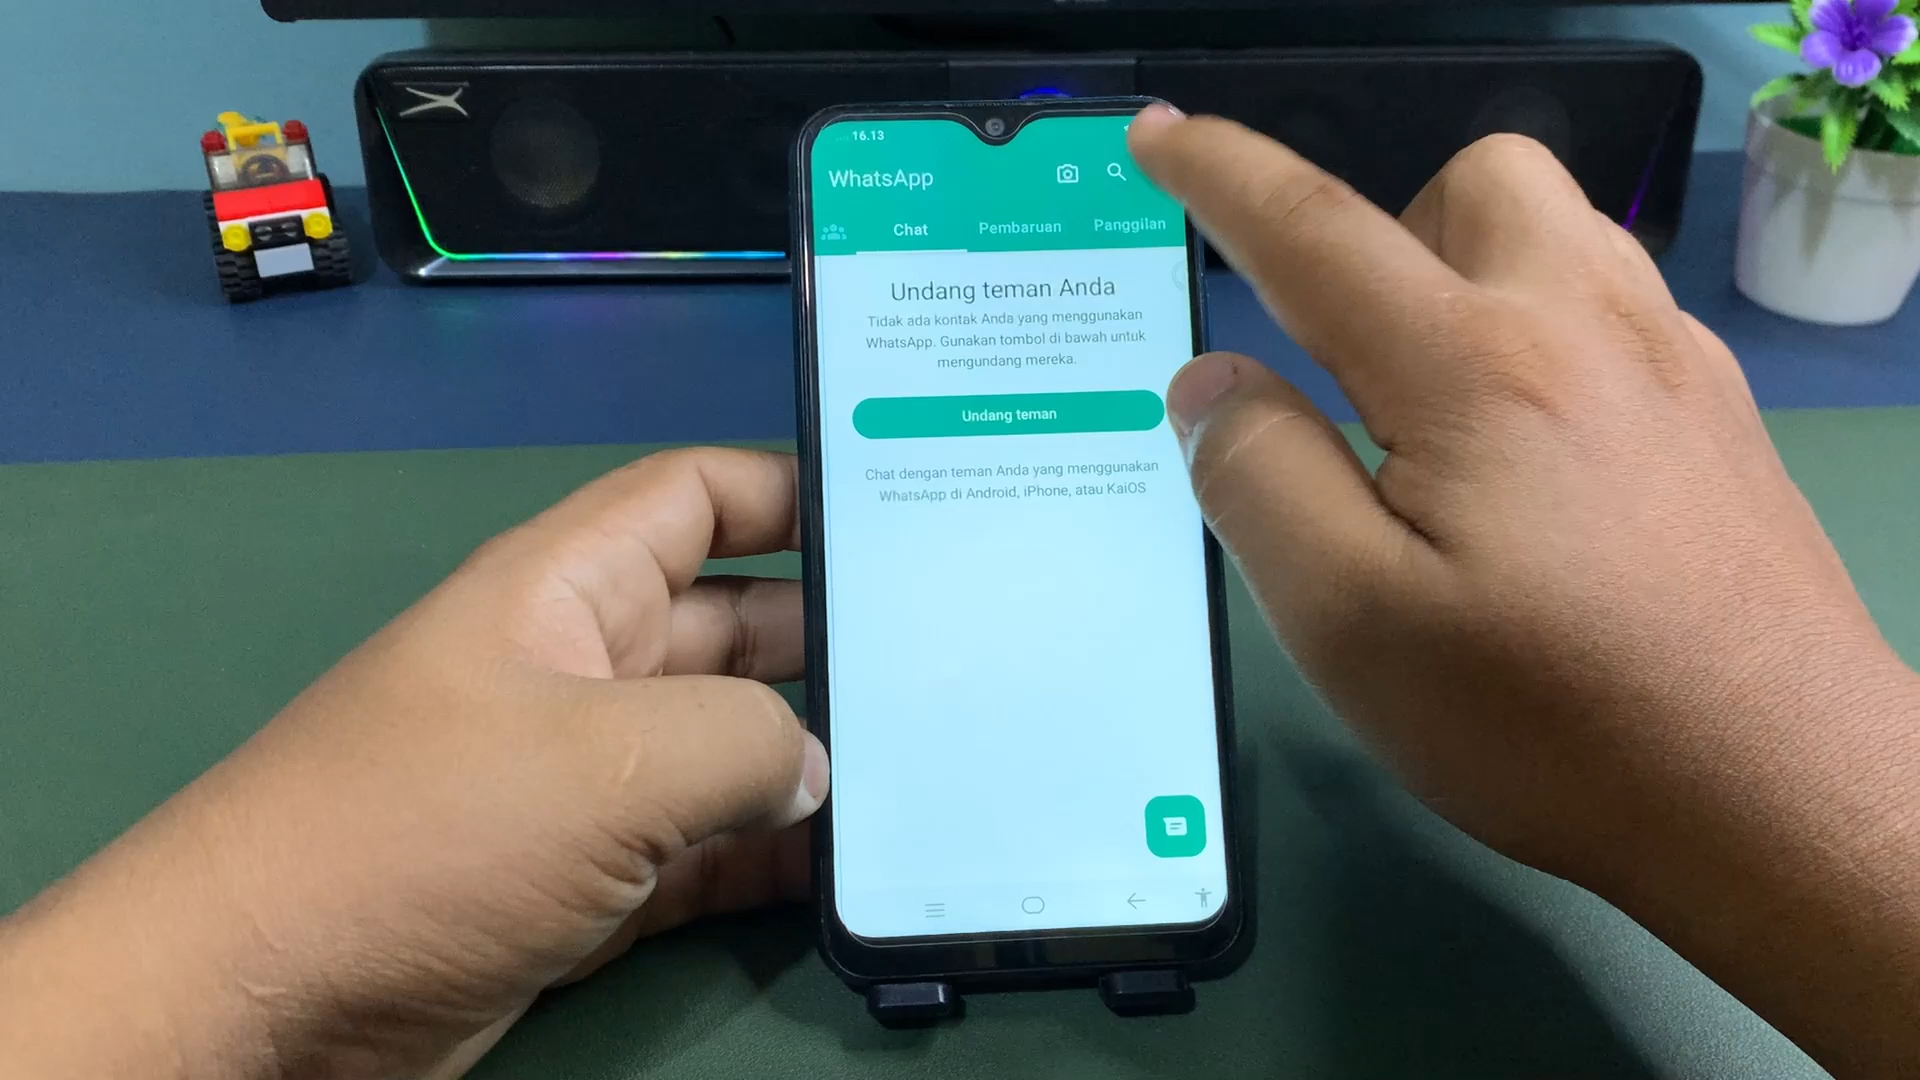 16.13
WhatsApp
Chat Pembaruan Panggilan
Undang teman Anda
Tidak ada kontak Anda yang menggunakan
WhatsApp. Gunakan tombol di bawah untuk
mengundang mereka.
Undang teman
Chat dengan teman Anda yang menggunakan
WhatsApp di Android, iPhone, atau KaiOS